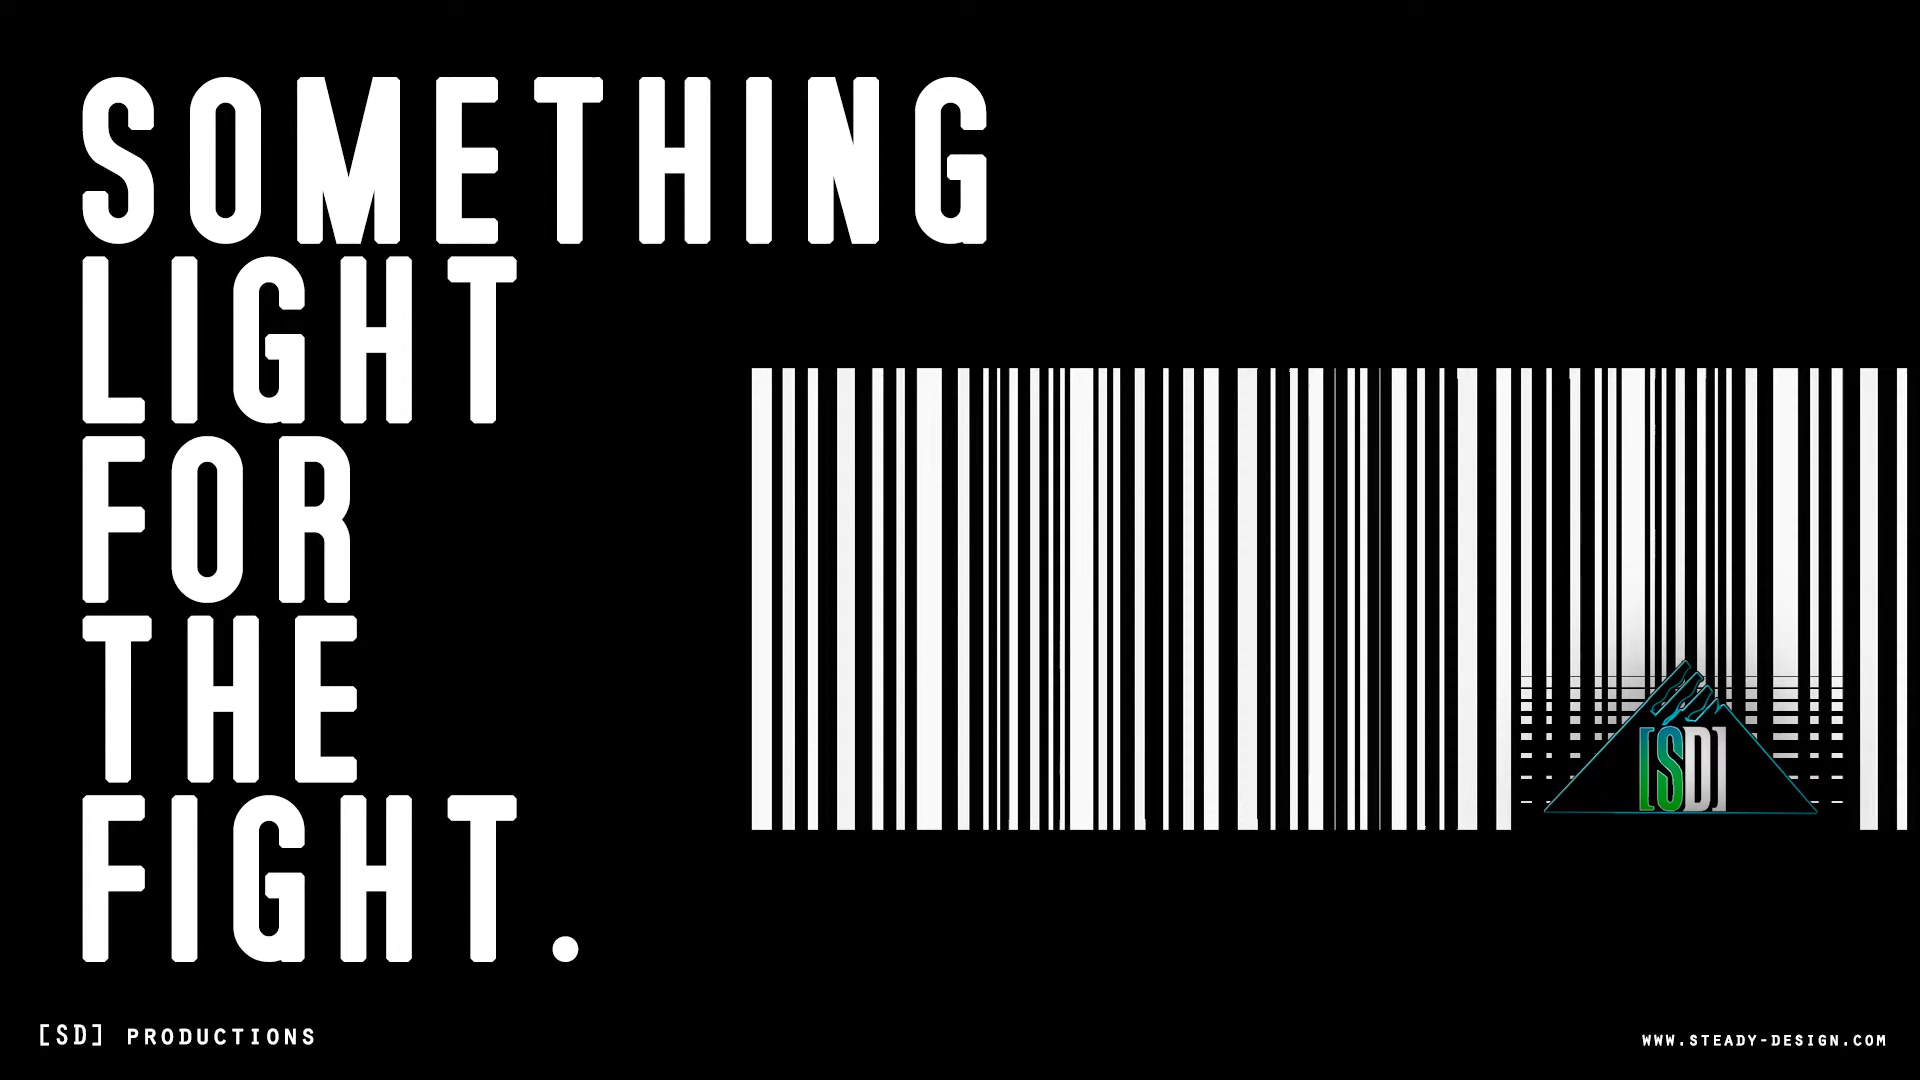 SOMETHING
LIGHT
FOR
THE
FIGHT.
[SD]
[SD] PRODUCTIONS
WWW.STEADY-DESIGN.COM